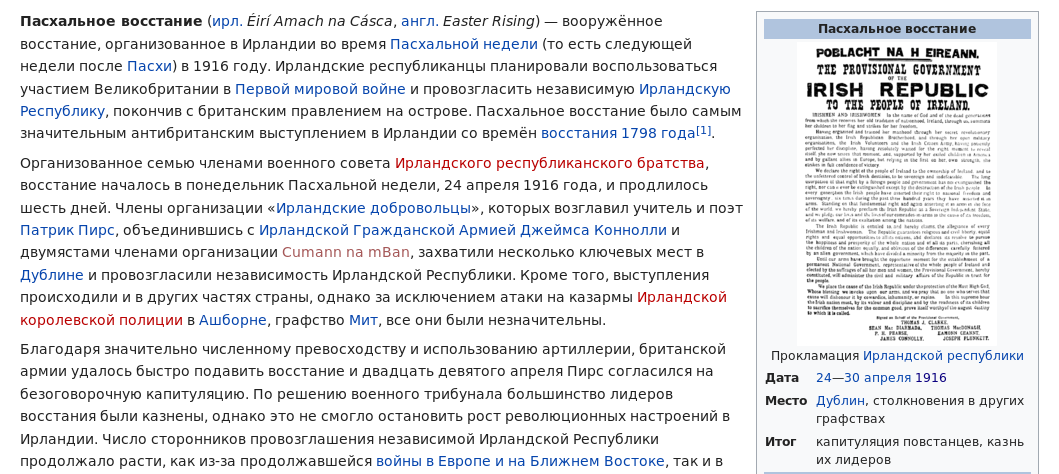 Пасхальное восстание (ирл. Éirí Amach na Cásca, англ. Easter Rising) — вооружённое
восстание, организованное в Ирландии во время Пасхальной недели (то есть следующей
недели после Пасхи) в 1916 году. Ирландские республиканцы планировали воспользоваться
участием Великобритании в Первой мировой войне и провозгласить независимую Ирландскую
Республику, покончив с британским правлением на острове. Пасхальное восстание было самым
значительным антибританским выступлением в Ирландии со времён восстания 1798 года[1].
Организованное семью членами военного совета Ирландского республиканского братства,
восстание началось в понедельник Пасхальной недели, 24 апреля 1916 года, и продлилось
шесть дней. Члены организации «Ирландские добровольцы», которых возглавил учитель и поэт
Патрик Пирс, объединившись с Ирландской Гражданской Армией Джеймса Коннолли и
двумястами членами организации Cumann na mBan, захватили несколько ключевых мест в
Дублине и провозгласили независимость Ирландской Республики. Кроме того, выступления
происходили и в других частях страны, однако за исключением атаки на казармы Ирландской
королевской полиции в Ашборне, графство Мит, все они были незначительны.
Благодаря значительно численному превосходству и использованию артиллерии, британской
армии удалось быстро подавить восстание и двадцать девятого апреля Пирс согласился на
безоговорочную капитуляцию. По решению военного трибунала большинство лидеров
восстания были казнены, однако это не смогло остановить рост революционных настроений в
Ирландии. Число сторонников провозглашения независимой Ирландской Республики
продолжало расти, как из-за продолжавшейся войны в Европе и на Ближнем Востоке, так и в
Пасхальное восстание
POBLACHT NA H EIREANN.
THE PROVISIONAL GOVERNMENT
OF THE
IRISH REPUBLIC
TO THE PEOPLE OF IRELAND.
Прокламация Ирландской республики
Дата 24—30 апреля 1916
Место Дублин, столкновения в других
графствах
Итог капитуляция повстанцев, казнь
их лидеров